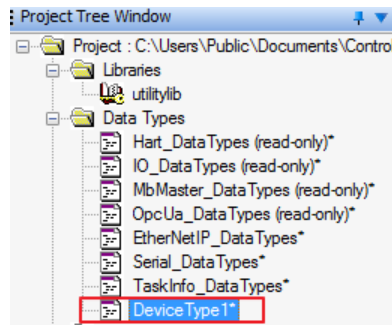 Project Tree Window
Project : C:\Users\Public\Documents\Contro
Libraries
utilitylib
Data Types
Hart_DataTypes (read-only)*
IO_DataTypes (read-only)*
MbMaster_DataTypes (read-only)*
OpcUa_DataTypes (read-only)*
EtherNetIP_DataTypes*
Serial_DataTypes*
TaskInfo_DataTypes*
DeviceType1*